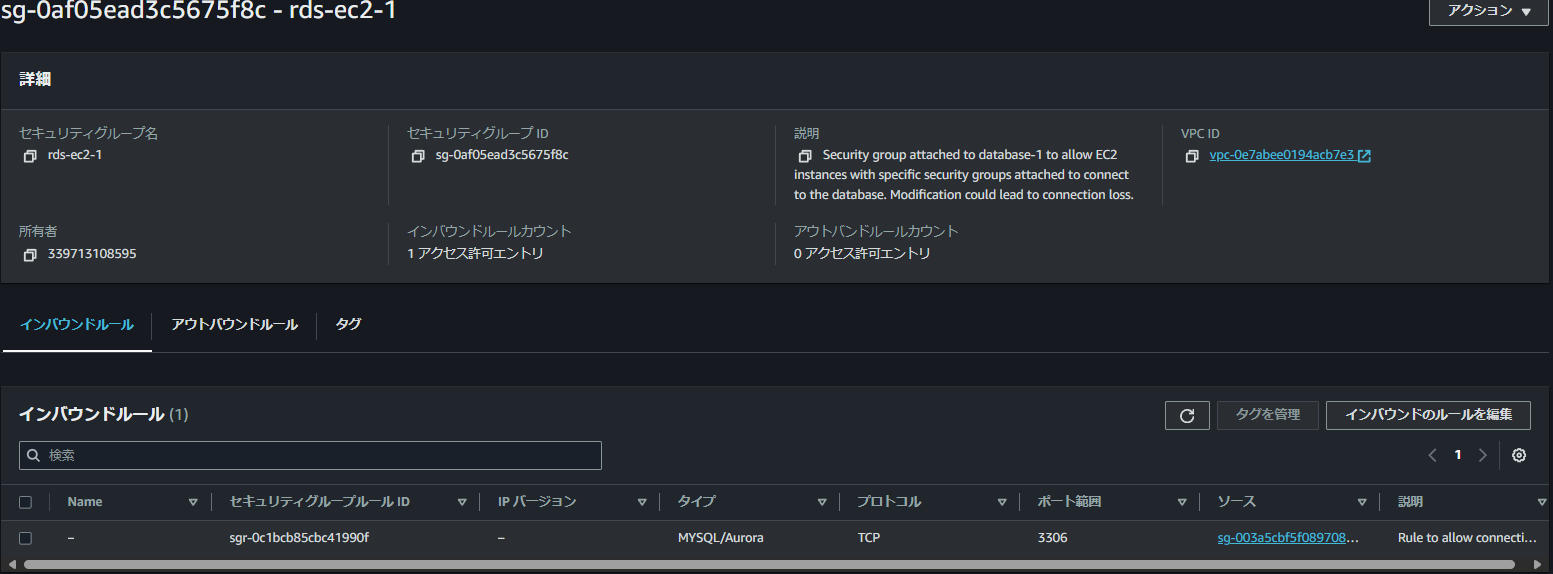 sg-0af05ead3c5675f8c - rds-ec2-1
アクション
詳細
セキュリティグループ名
rds-ec2-1
セキュリティグループ ID
sg-0af05ead3c5675f8c
説明
Security group attached to database-1 to allow EC2
instances with specific security groups attached to connect
to the database. Modification could lead to connection loss.
VPC ID
vpc-0e7abee0194acb7e3
所有者
339713108595
インバウンドルールカウント
1 アクセス許可エントリ
アウトバンドルールカウント
0 アクセス許可エントリ
インバウンドルール アウトバウンドルール タグ
インバウンドルール (1)
タグを管理 インバウンドのルールを編集
検索
1
Name セキュリティグループルール ID IP バージョン タイプ プロトコル ポート範囲 ソース 説明
– sgr-0c1bcb85cbc41990f – MYSQL/Aurora TCP 3306 sg-003a5cbf5f089708... Rule to allow connecti...